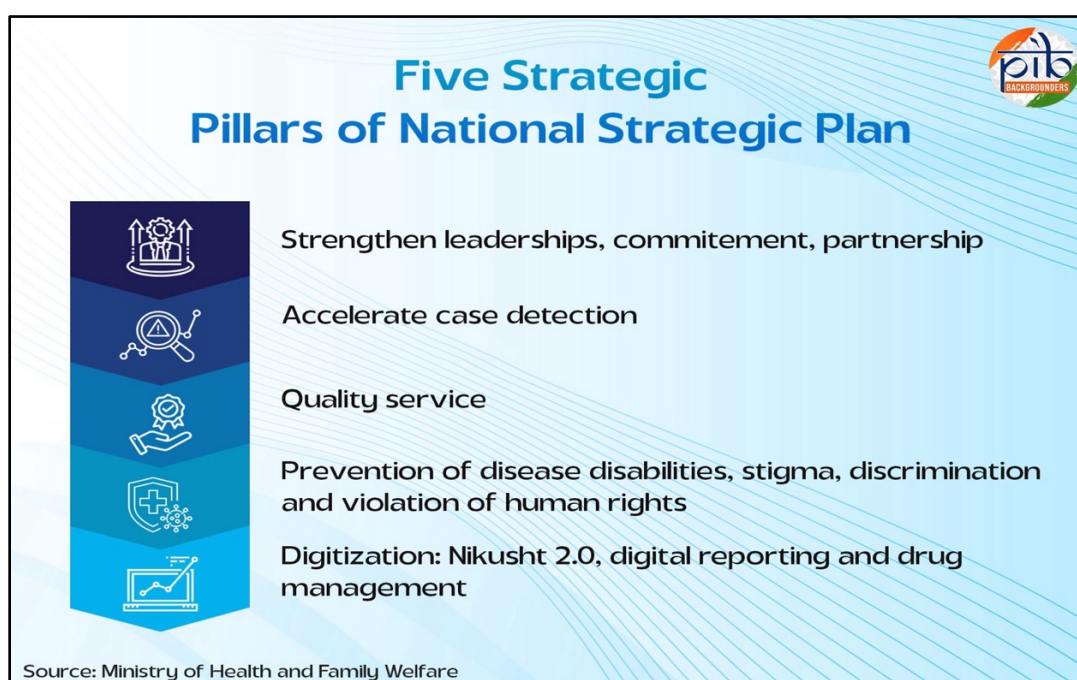 Five Strategic
Pillars of National Strategic Plan
pib
BACKGROUNDERS
Strengthen leaderships, commitement, partnership
Accelerate case detection
Quality service
Prevention of disease disabilities, stigma, discrimination
and violation of human rights
Digitization: Nikusht 2.0, digital reporting and drug
management
Source: Ministry of Health and Family Welfare